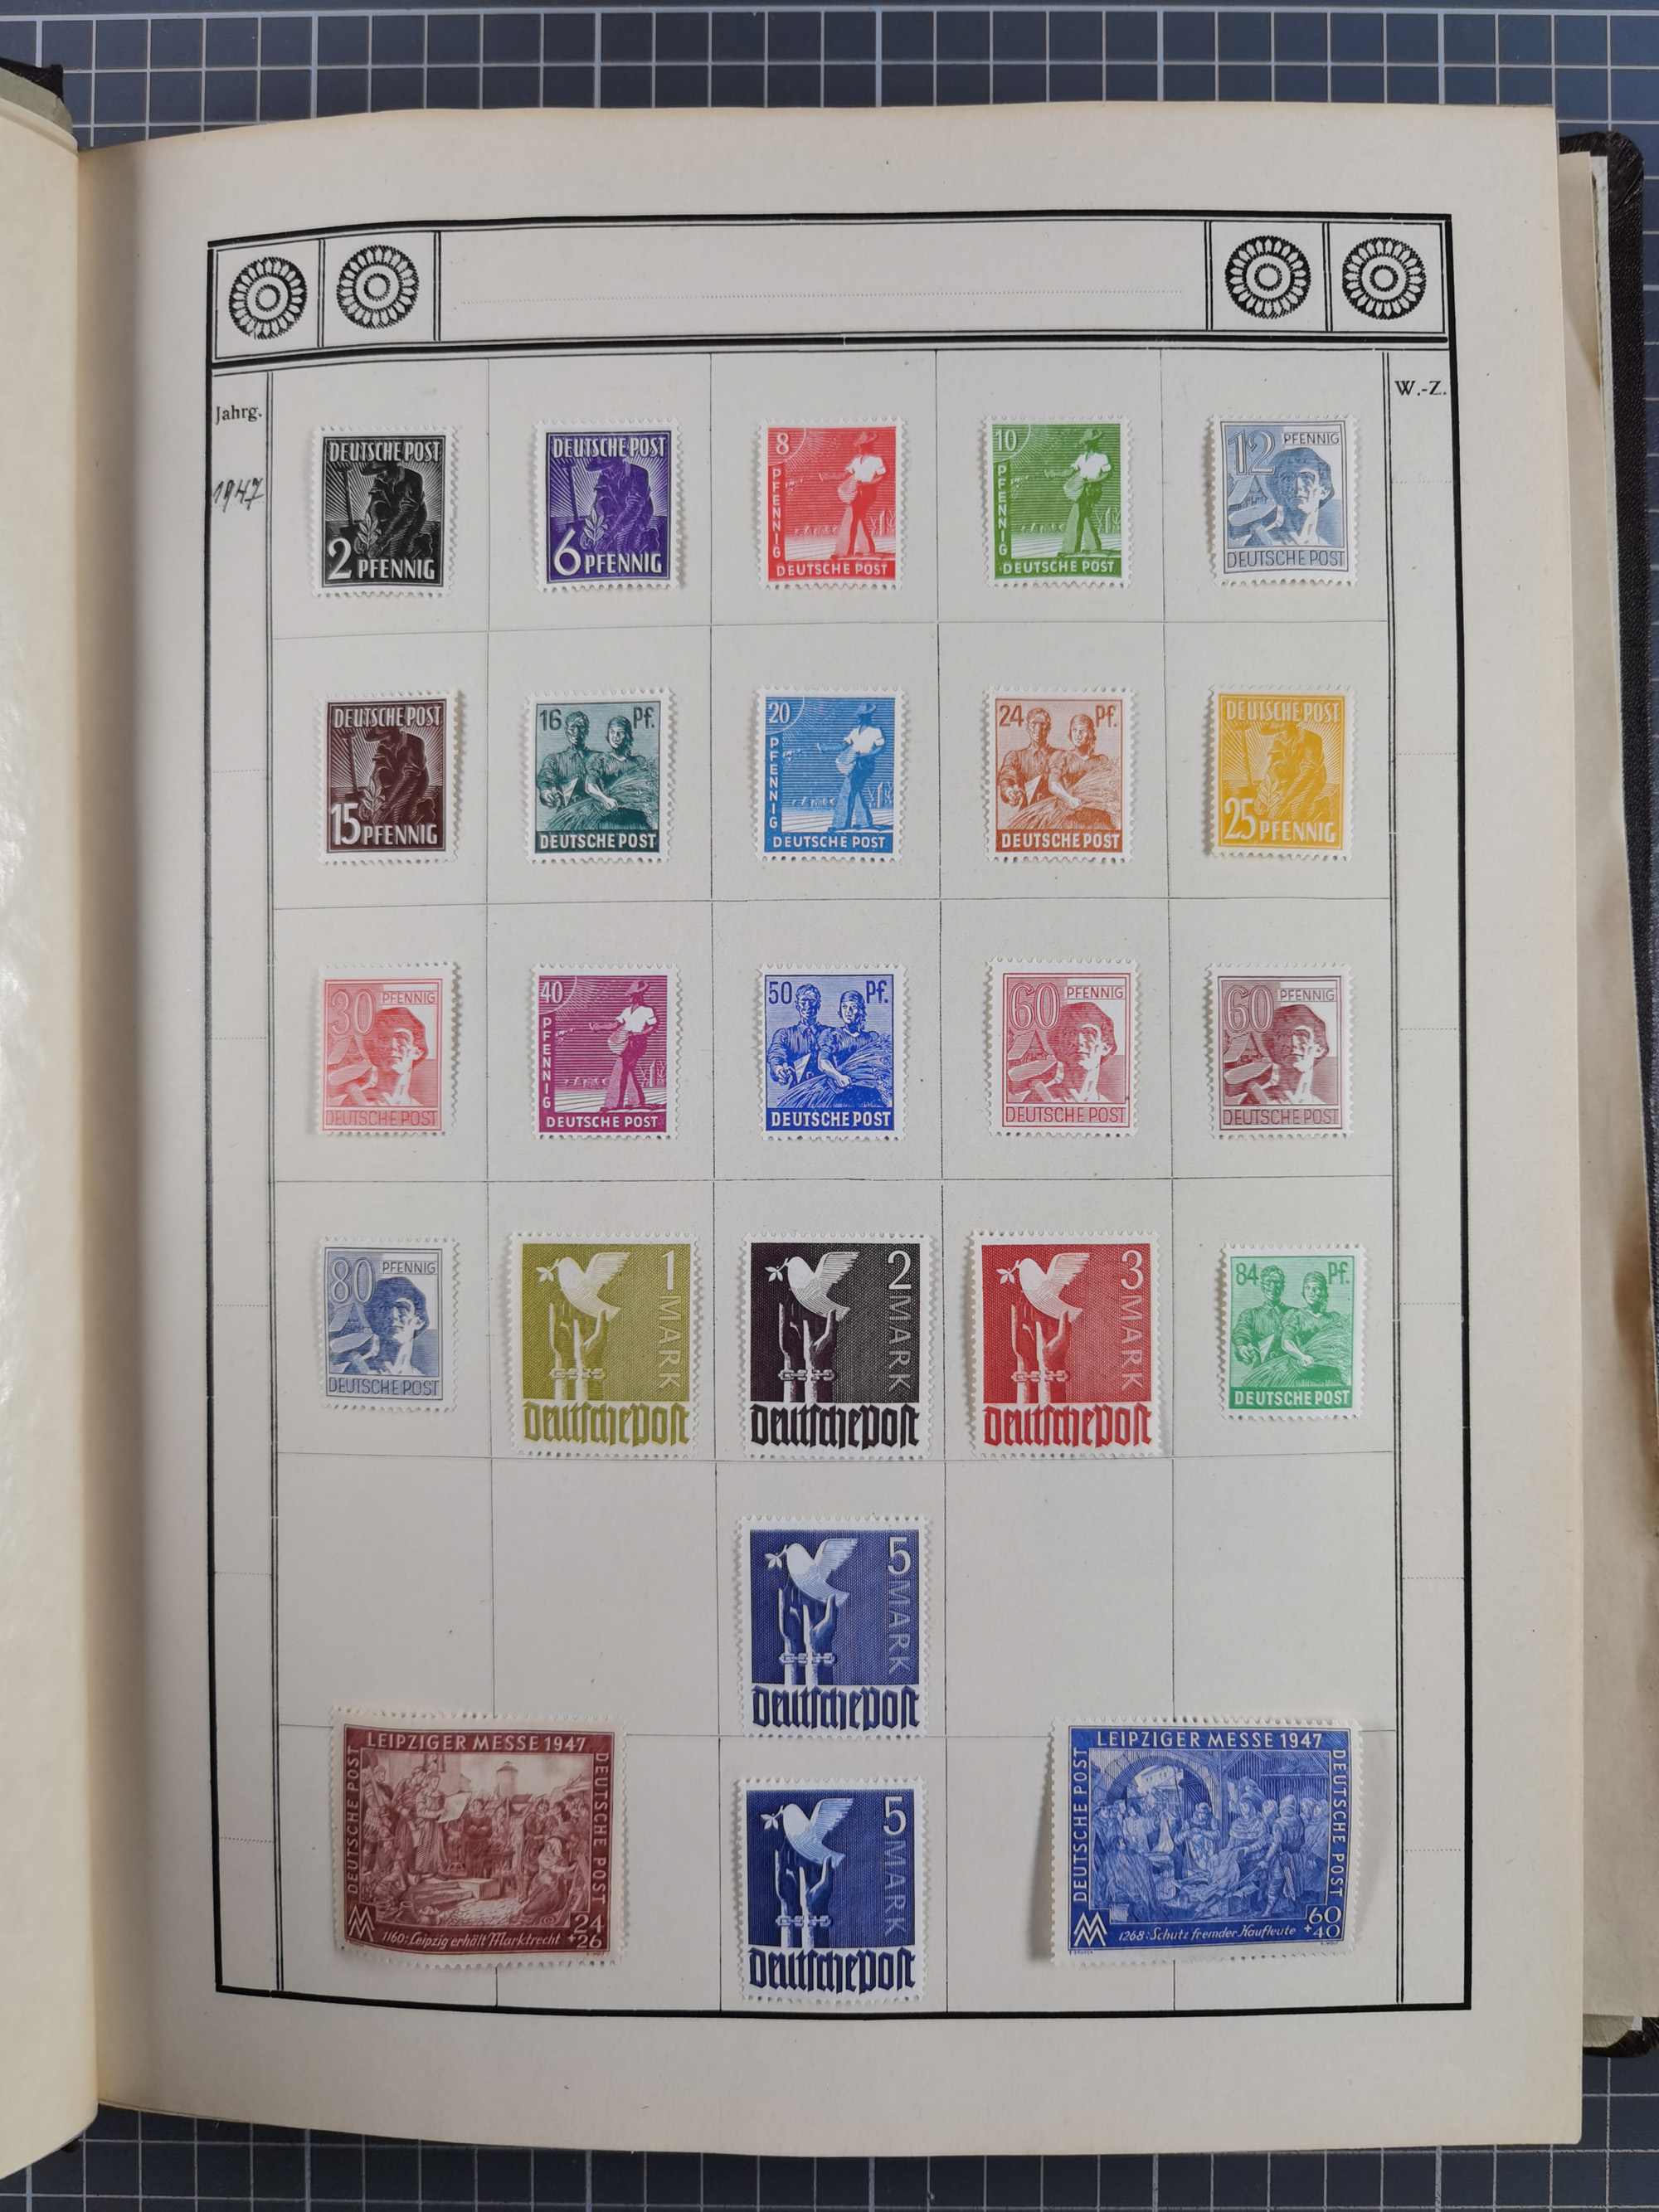 Jahrg.
W.-Z.
1947
DEUTSCHE POST
2 PFENNIG
DEUTSCHE POST
6 PFENNIG
8
PFENNIG
DEUTSCHE POST
10
PFENNIG
DEUTSCHE POST
12 PFENNIG
DEUTSCHE POST
DEUTSCHE POST
15 PFENNIG
16 Pf.
DEUTSCHE POST
20
PFENNIG
DEUTSCHE POST
24 Pf.
DEUTSCHE POST
DEUTSCHE POST
25 PFENNIG
30 PFENNIG
DEUTSCHE POST
40
PFENNIG
DEUTSCHE POST
50 Pf.
DEUTSCHE POST
60 PFENNIG
DEUTSCHE POST
60 PFENNIG
DEUTSCHE POST
80 PFENNIG
DEUTSCHE POST
1 MARK
Deutsche Post
2 MARK
Deutsche Post
3 MARK
Deutsche Post
84 Pf.
DEUTSCHE POST
5 MARK
Deutsche Post
LEIPZIGER MESSE 1947
DEUTSCHE POST
DEUTSCHE POST
MM
24
+26
1160: Leipzig erhält Marktrecht
5 MARK
Deutsche Post
LEIPZIGER MESSE 1947
DEUTSCHE POST
DEUTSCHE POST
MM
60
+40
1268: Schutz fremder Kaufleute